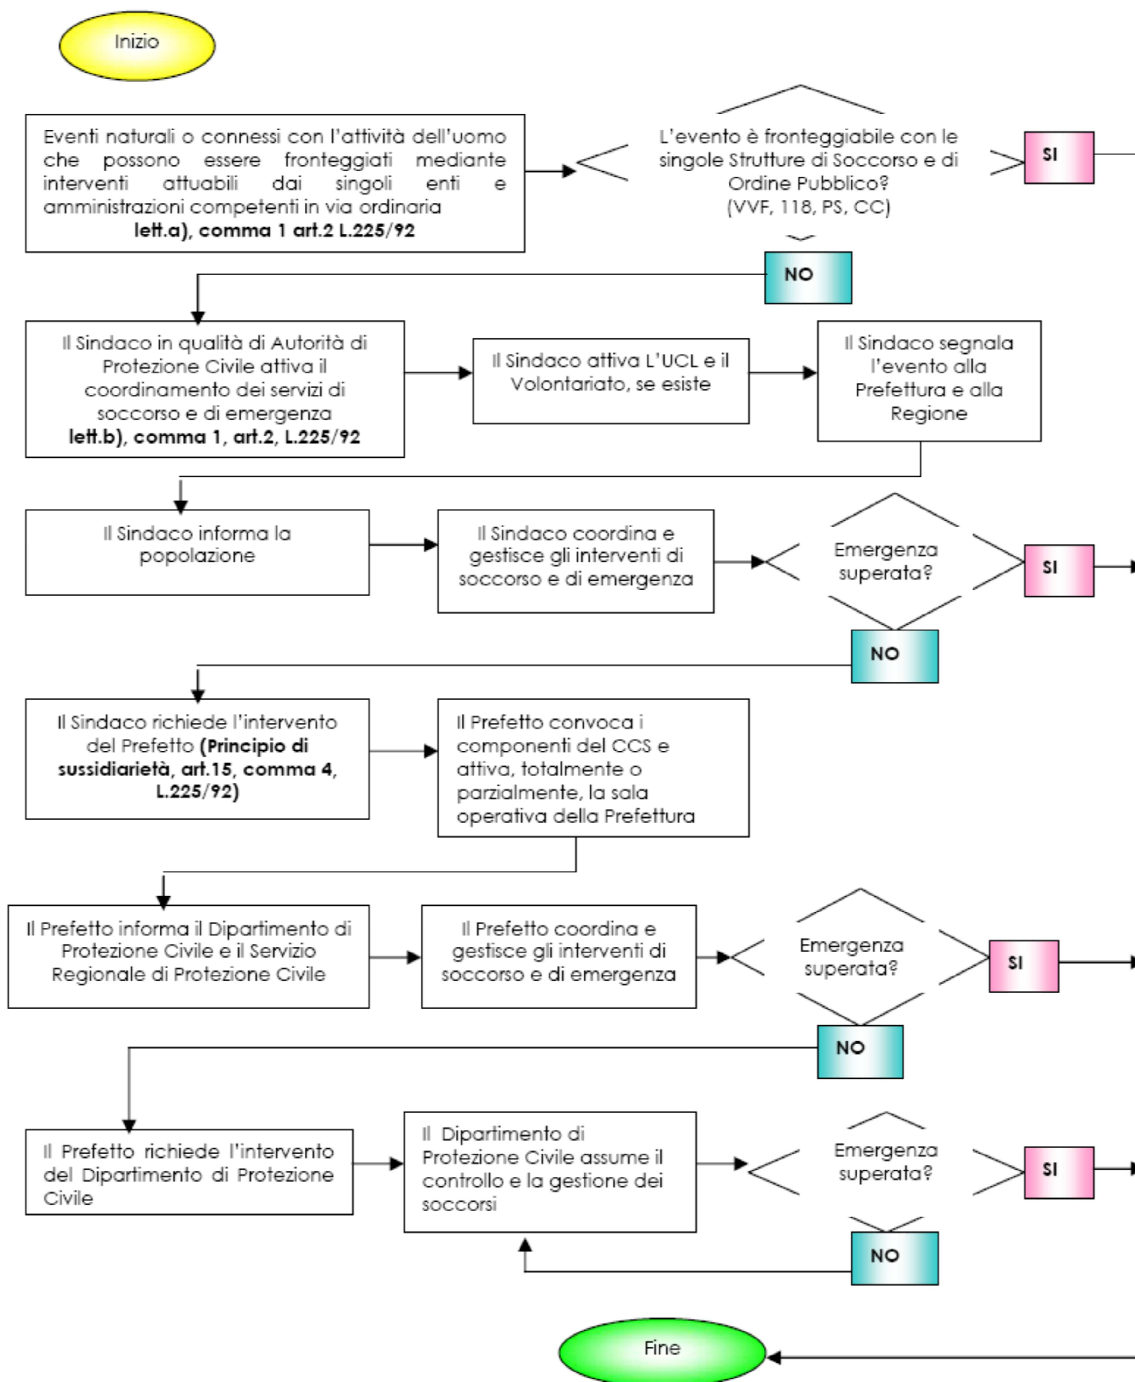 Inizio
Eventi naturali o connessi con l'attività dell'uomo
che possono essere fronteggiati mediante
interventi attuabili dai singoli enti e
amministrazioni competenti in via ordinaria
lett.a), comma 1 art.2 L.225/92
L'evento è fronteggiabile con le
singole Strutture di Soccorso e di
Ordine Pubblico?
(VVF, 118, PS, CC)
SI
NO
Il Sindaco in qualità di Autorità di
Protezione Civile attiva il
coordinamento dei servizi di
soccorso e di emergenza
lett.b), comma 1, art.2, L.225/92
Il Sindaco attiva L'UCL e il
Volontariato, se esiste
Il Sindaco segnala
l'evento alla
Prefettura e alla
Regione
Il Sindaco informa la
popolazione
Il Sindaco coordina e
gestisce gli interventi di
soccorso e di emergenza
Emergenza
superata?
SI
NO
Il Sindaco richiede l'intervento
del Prefetto (Principio di
sussidiarietà, art.15, comma 4,
L.225/92)
Il Prefetto convoca i
componenti del CCS e
attiva, totalmente o
parzialmente, la sala
operativa della Prefettura
Il Prefetto informa il Dipartimento di
Protezione Civile e il Servizio
Regionale di Protezione Civile
Il Prefetto coordina e
gestisce gli interventi di
soccorso e di emergenza
Emergenza
superata?
SI
NO
Il Prefetto richiede l'intervento
del Dipartimento di Protezione
Civile
Il Dipartimento di
Protezione Civile assume il
controllo e la gestione dei
soccorsi
Emergenza
superata?
SI
NO
Fine